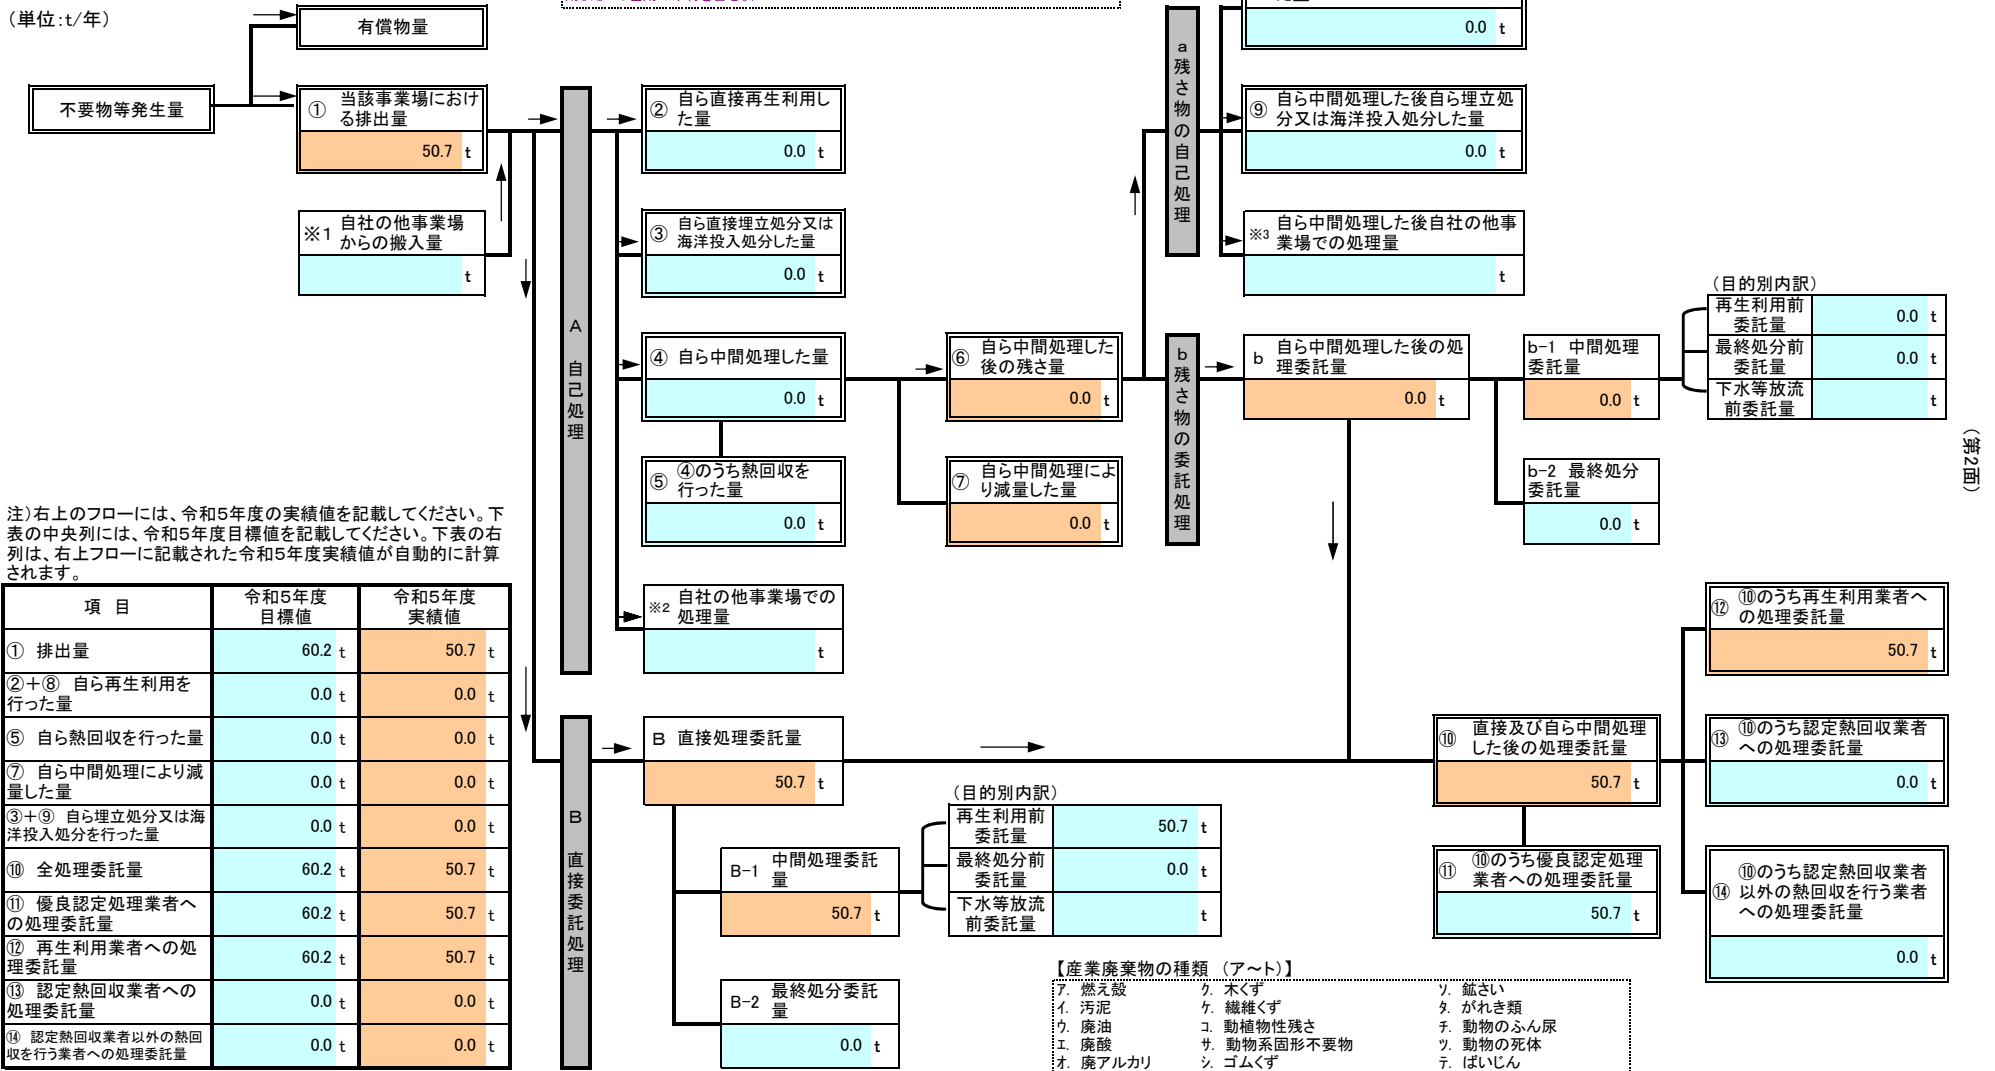 （単位：t/年）
有償物量
不要物等発生量
① 当該事業場におけ
る排出量
50.7 t
※1 自社の他事業場
からの搬入量
t
A 自己処理
② 自ら直接再生利用し
た量
0.0 t
③ 自ら直接埋立処分又は
海洋投入処分した量
0.0 t
④ 自ら中間処理した量
0.0 t
⑤ ④のうち熱回収を
行った量
0.0 t
※2 自社の他事業場での
処理量
t
⑥ 自ら中間処理した
後の残さ量
0.0 t
⑦ 自ら中間処理によ
り減量した量
0.0 t
a 残さ物の自己処理
0.0 t
⑨ 自ら中間処理した後自ら埋立処
分又は海洋投入処分した量
0.0 t
※3 自ら中間処理した後自社の他事
業場での処理量
t
b 残さ物の委託処理
b 自ら中間処理した後の処
理委託量
0.0 t
b-1 中間処理
委託量
0.0 t
b-2 最終処分
委託量
0.0 t
（目的別内訳）
再生利用前
委託量
0.0 t
最終処分前
委託量
0.0 t
下水等放流
前委託量
t
（第2面）
注）右上のフローには、令和5年度の実績値を記載してください。下
表の中央列には、令和5年度目標値を記載してください。下表の右
列は、右上フローに記載された令和5年度実績値が自動的に計算
されます。
項 目
令和5年度
目標値
令和5年度
実績値
① 排出量 60.2 t 50.7 t
②＋⑧ 自ら再生利用を
行った量
0.0 t 0.0 t
⑤ 自ら熱回収を行った量 0.0 t 0.0 t
⑦ 自ら中間処理により減
量した量
0.0 t 0.0 t
③＋⑨ 自ら埋立処分又は海
洋投入処分を行った量
0.0 t 0.0 t
⑩ 全処理委託量 60.2 t 50.7 t
⑪ 優良認定処理業者へ
の処理委託量
60.2 t 50.7 t
⑫ 再生利用業者への処
理委託量
60.2 t 50.7 t
⑬ 認定熱回収業者への
処理委託量
0.0 t 0.0 t
⑭ 認定熱回収業者以外の熱回
収を行う業者への処理委託量
0.0 t 0.0 t
B 直接委託処理
B 直接処理委託量
50.7 t
B-1 中間処理委託
量
50.7 t
B-2 最終処分委託
量
0.0 t
（目的別内訳）
再生利用前
委託量
50.7 t
最終処分前
委託量
0.0 t
下水等放流
前委託量
t
⑩ 直接及び自ら中間処理
した後の処理委託量
50.7 t
⑪ ⑩のうち優良認定処理
業者への処理委託量
50.7 t
⑫ ⑩のうち再生利用業者へ
の処理委託量
50.7 t
⑬ ⑩のうち認定熱回収業者
への処理委託量
0.0 t
⑭ ⑩のうち認定熱回収業者
以外の熱回収を行う業者
への処理委託量
0.0 t
【産業廃棄物の種類 （ア～ト）】
ア. 燃え殻 ク. 木くず ソ. 鉱さい
イ. 汚泥 ケ. 繊維くず タ. がれき類
ウ. 廃油 コ. 動植物性残さ チ. 動物のふん尿
エ. 廃酸 サ. 動物系固形不要物 ツ. 動物の死体
オ. 廃アルカリ シ. ゴムくず テ. ばいじん